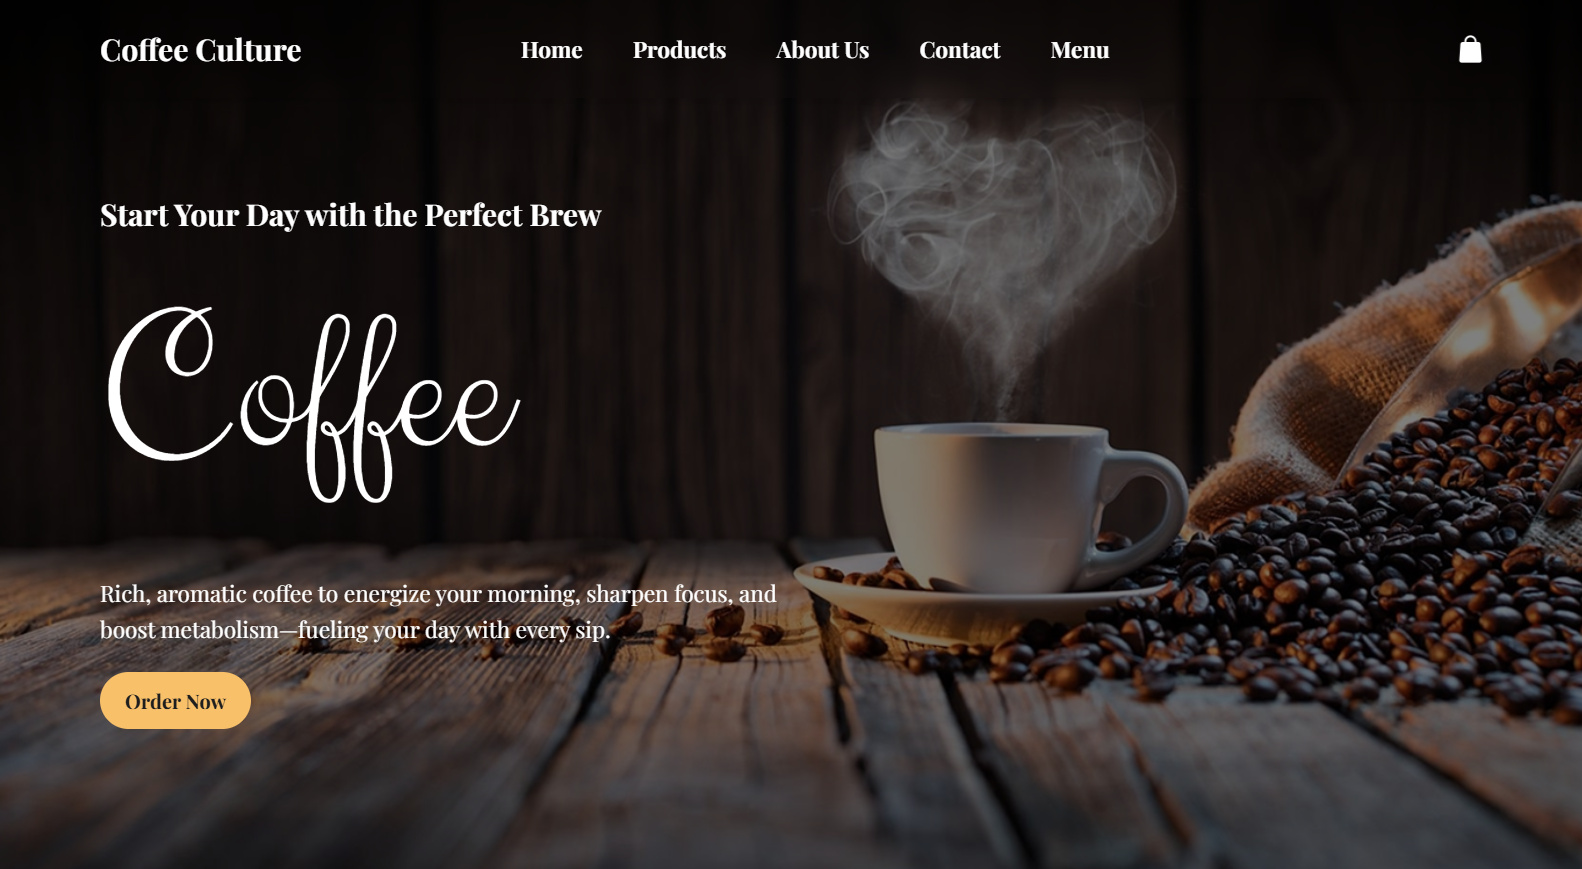 Coffee Culture
Home Products About Us Contact Menu
Start Your Day with the Perfect Brew
Coffee
Rich, aromatic coffee to energize your morning, sharpen focus, and
boost metabolism—fueling your day with every sip.
Order Now